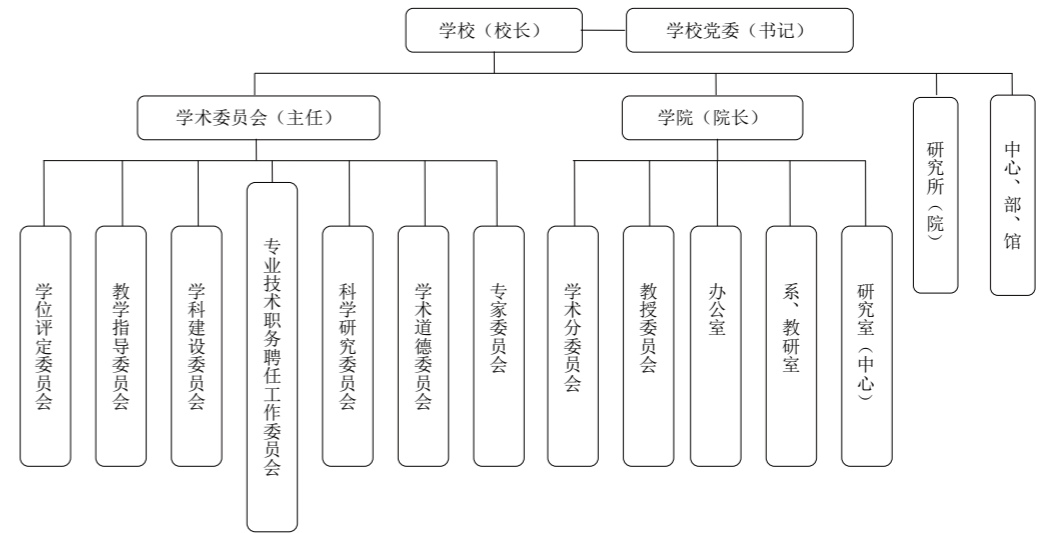 学校（校长）
学校党委（书记）
学术委员会（主任）
学院（院长）
研究所（院）
中心、部、馆
学位评定委员会
教学指导委员会
学科建设委员会
专业技术职务聘任工作委员会
科学研究委员会
学术道德委员会
专家委员会
学术分委员会
教授委员会
办公室
系、教研室
研究室（中心）